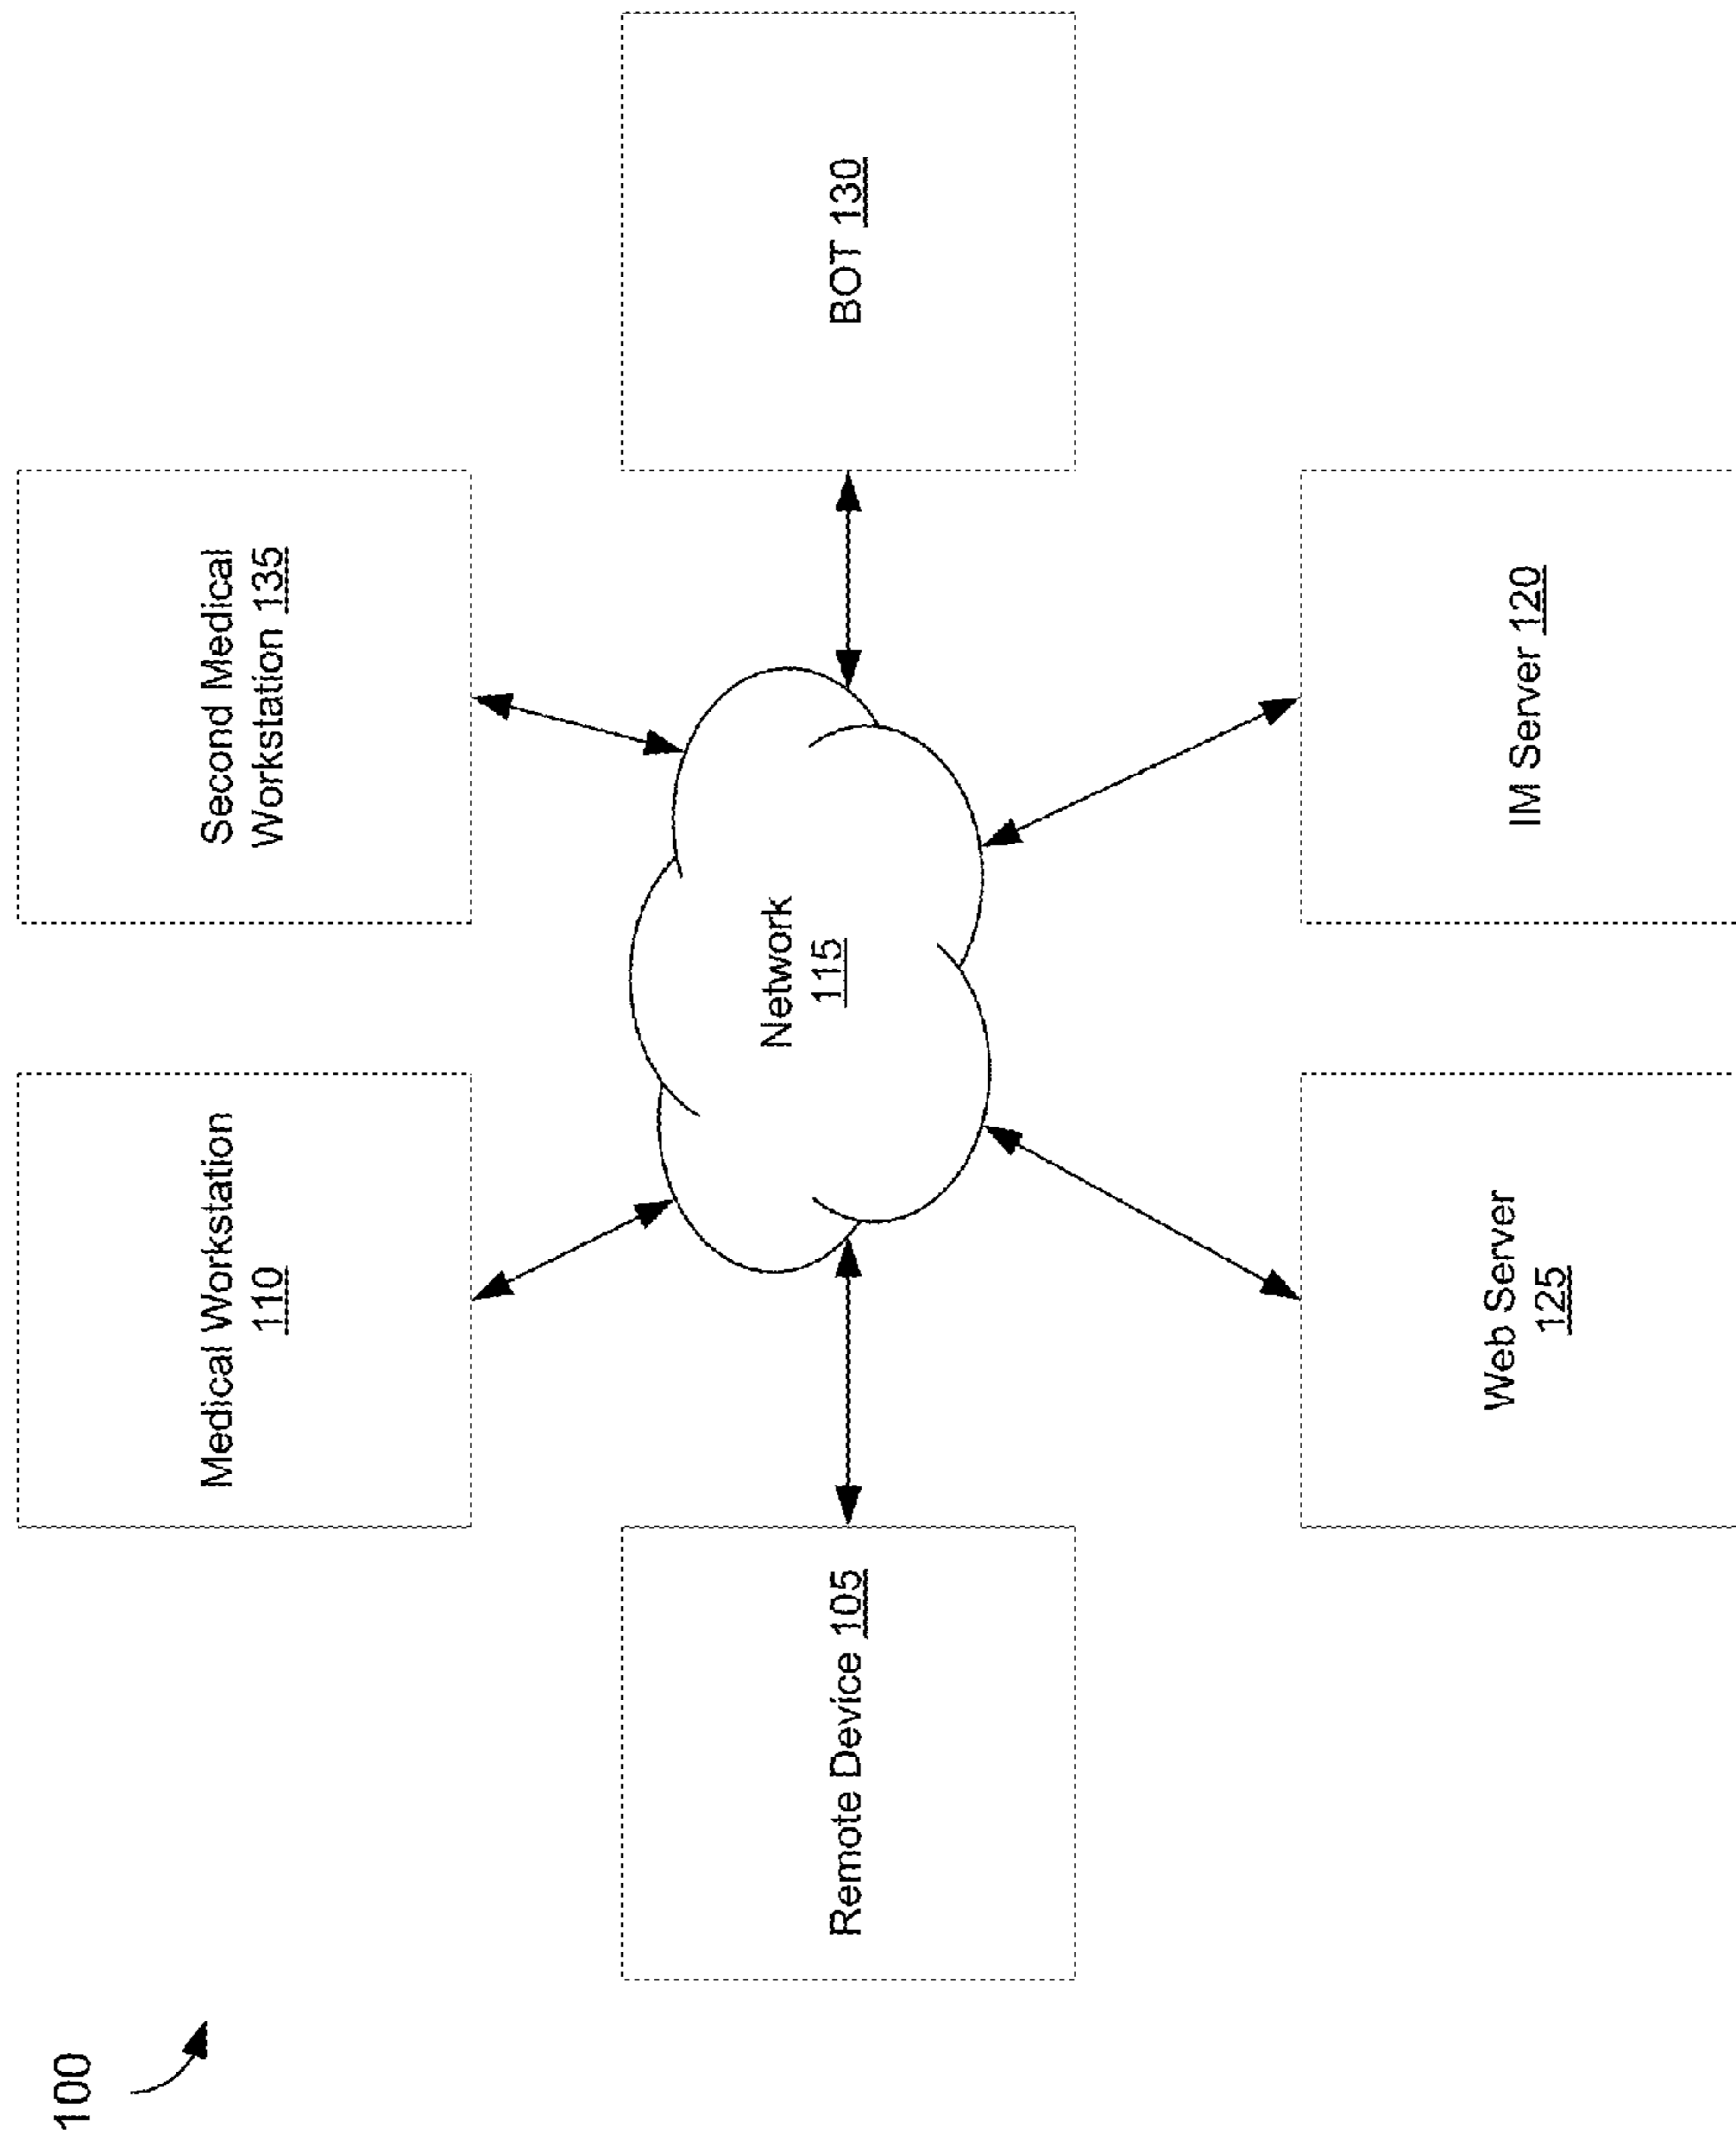 100
Medical Workstation
110
Second Medical
Workstation 135
Remote Device 105
Network
115
BOT 130
Web Server
125
IM Server 120